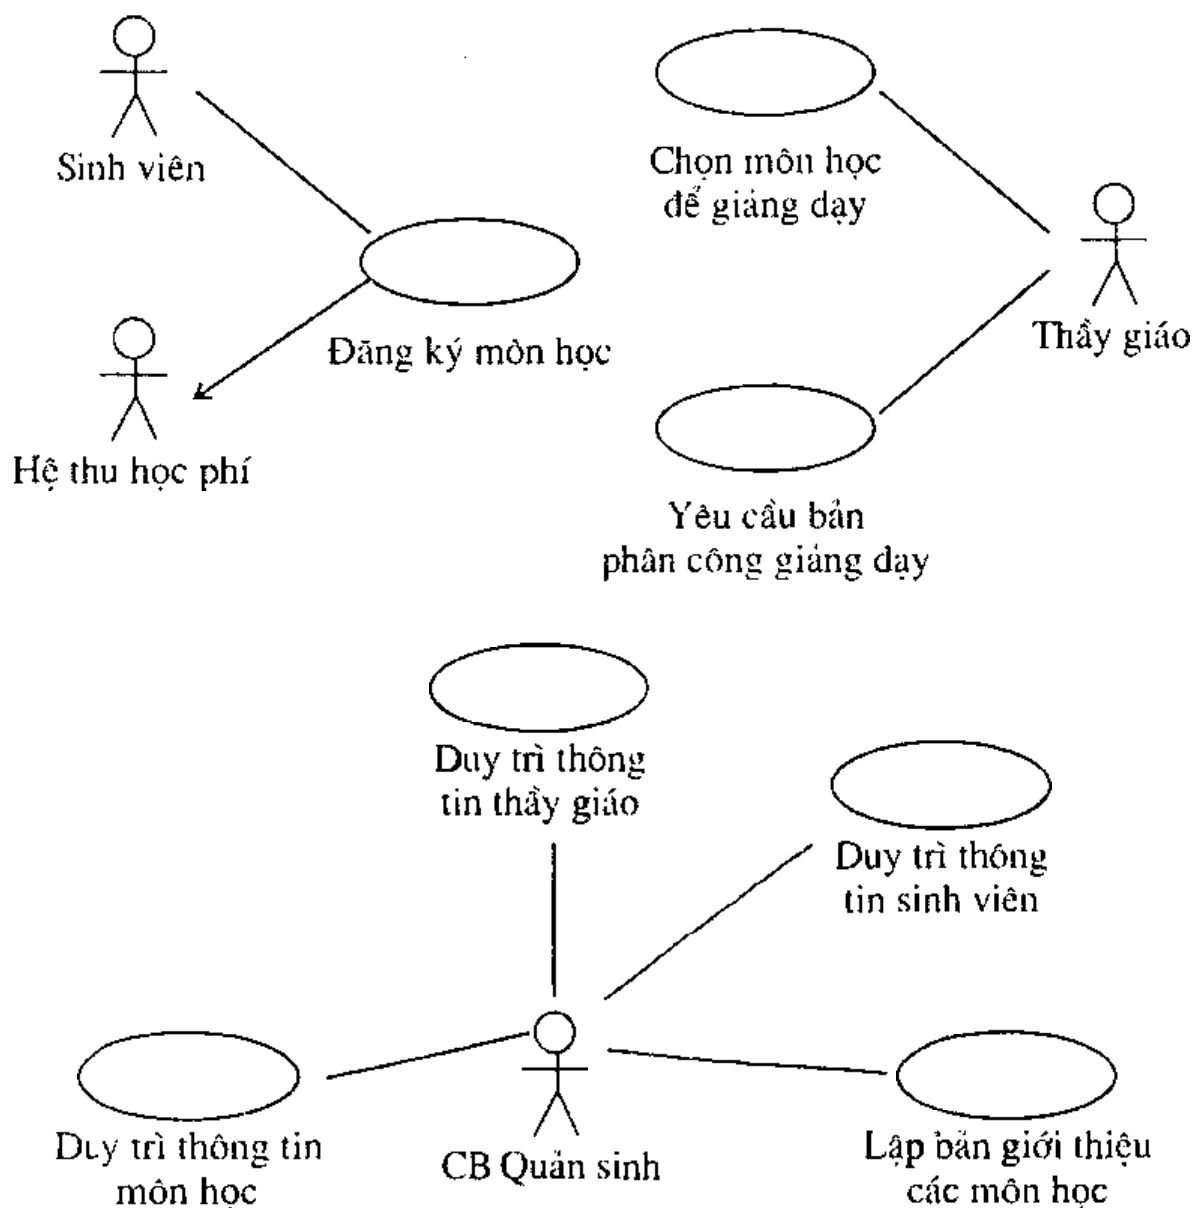 Sinh viên
Chọn môn học
để giảng dạy
Đăng ký môn học
Thầy giáo
Hệ thu học phí
Yêu cầu bản
phân công giảng dạy
Duy trì thông
tin thầy giáo
Duy trì thông
tin sinh viên
Duy trì thông tin
môn học
CB Quản sinh
Lập bản giới thiệu
các môn học